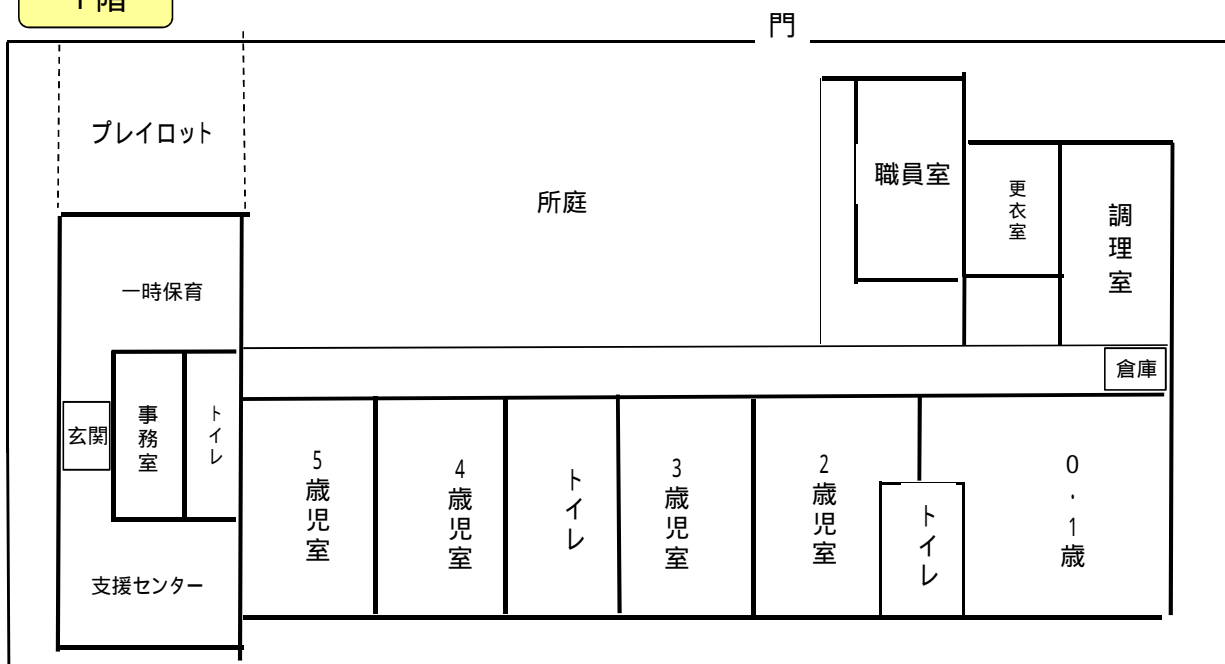 1階
門
プレイロット
所庭
職員室
更衣室
調理室
一時保育
倉庫
玄関
事務室
トイレ
5歳児室
4歳児室
トイレ
3歳児室
2歳児室
トイレ
0・1歳
支援センター